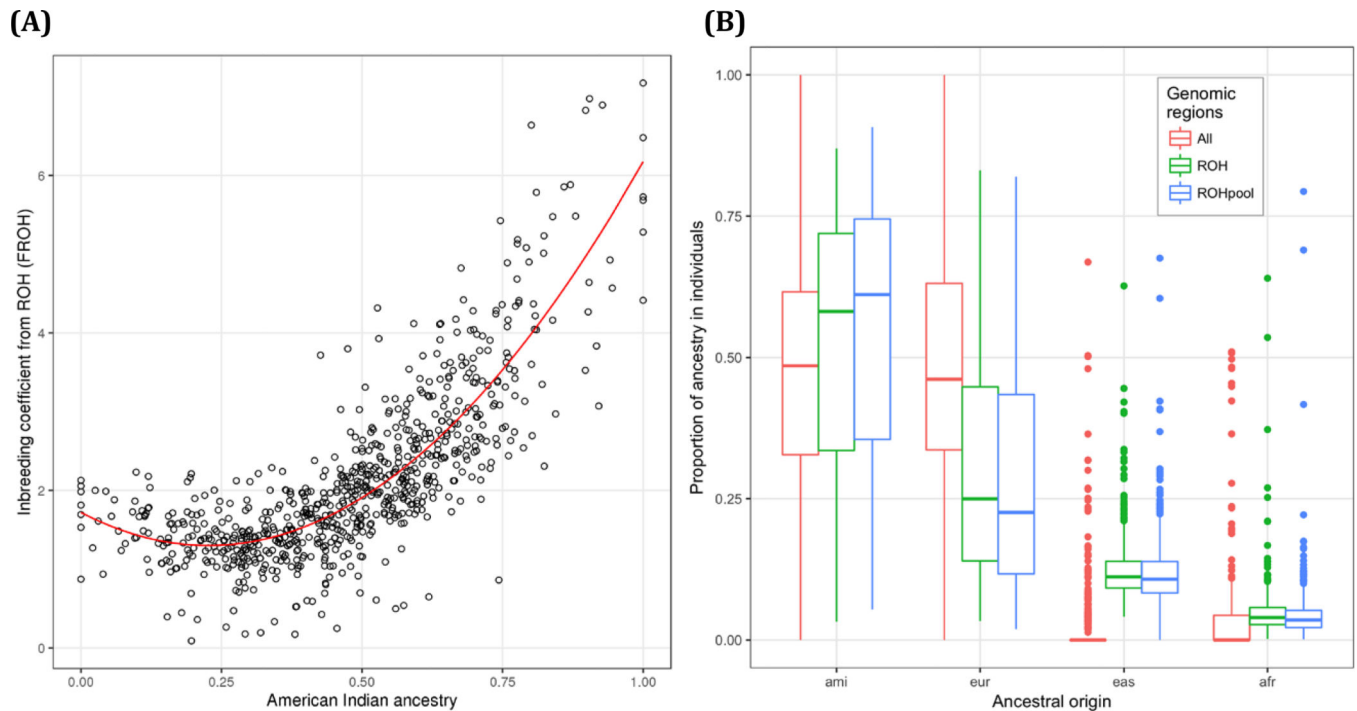 (A)
Inbreeding coefficient from ROH (FROH)
6
4
2
0
0.00 0.25 0.50 0.75 1.00
American Indian ancestry
(B)
Proportion of ancestry in individuals
1.00
0.75
0.50
0.25
0.00
Genomic
regions
All
ROH
ROHpool
ami eur eas afr
Ancestral origin